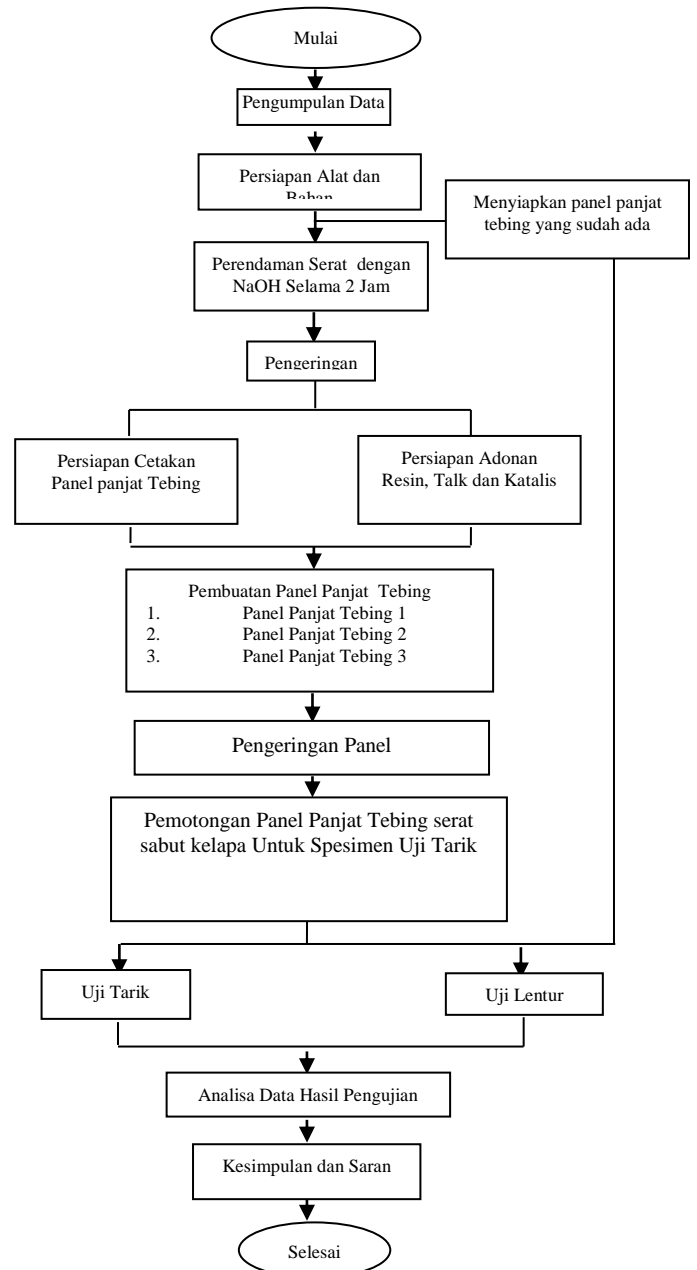 Mulai
Pengumpulan Data
Persiapan Alat dan
Bahan
Menyiapkan panel panjat
tebing yang sudah ada
Perendaman Serat dengan
NaOH Selama 2 Jam
Pengeringan
Persiapan Cetakan
Panel panjat Tebing
Persiapan Adonan
Resin, Talk dan Katalis
Pembuatan Panel Panjat Tebing
1. Panel Panjat Tebing 1
2. Panel Panjat Tebing 2
3. Panel Panjat Tebing 3
Pengeringan Panel
Pemotongan Panel Panjat Tebing serat
sabut kelapa Untuk Spesimen Uji Tarik
Uji Tarik
Uji Lentur
Analisa Data Hasil Pengujian
Kesimpulan dan Saran
Selesai